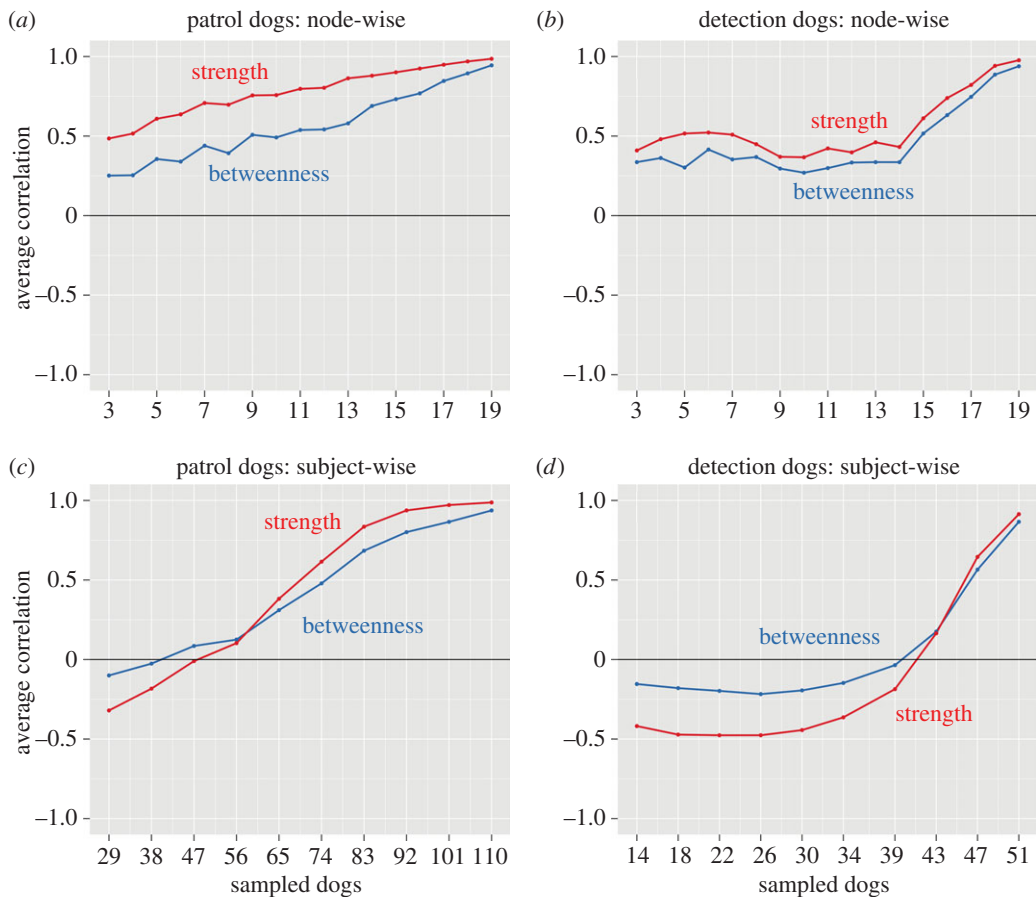 (a) patrol dogs: node-wise
1.0
0.5
0
–0.5
–1.0
average correlation
strength
betweenness
3 5 7 9 11 13 15 17 19
(b) detection dogs: node-wise
1.0
0.5
0
–0.5
–1.0
strength
betweenness
3 5 7 9 11 13 15 17 19
(c) patrol dogs: subject-wise
1.0
0.5
0
–0.5
–1.0
average correlation
strength
betweenness
29 38 47 56 65 74 83 92 101 110
sampled dogs
(d) detection dogs: subject-wise
1.0
0.5
0
–0.5
–1.0
betweenness
strength
14 18 22 26 30 34 39 43 47 51
sampled dogs